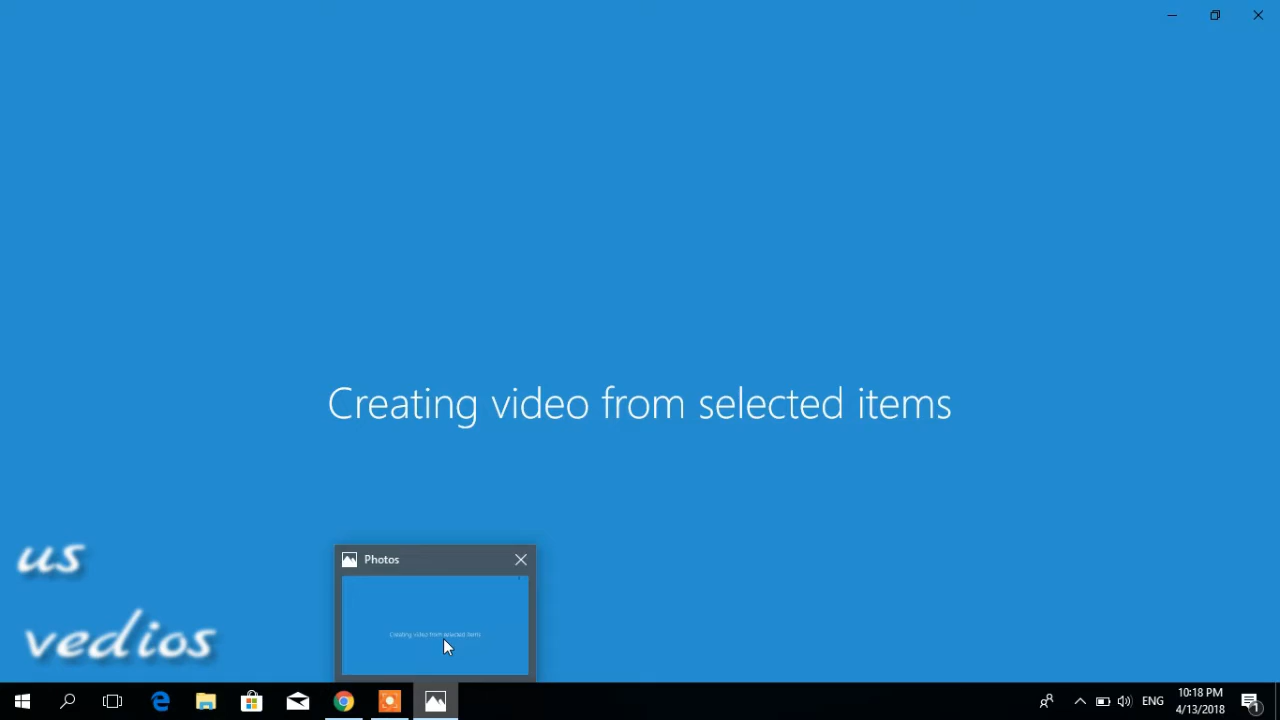 Creating video from selected items
us
vedios
Photos
Creating video from selected items
ENG
10:18 PM
4/13/2018
1